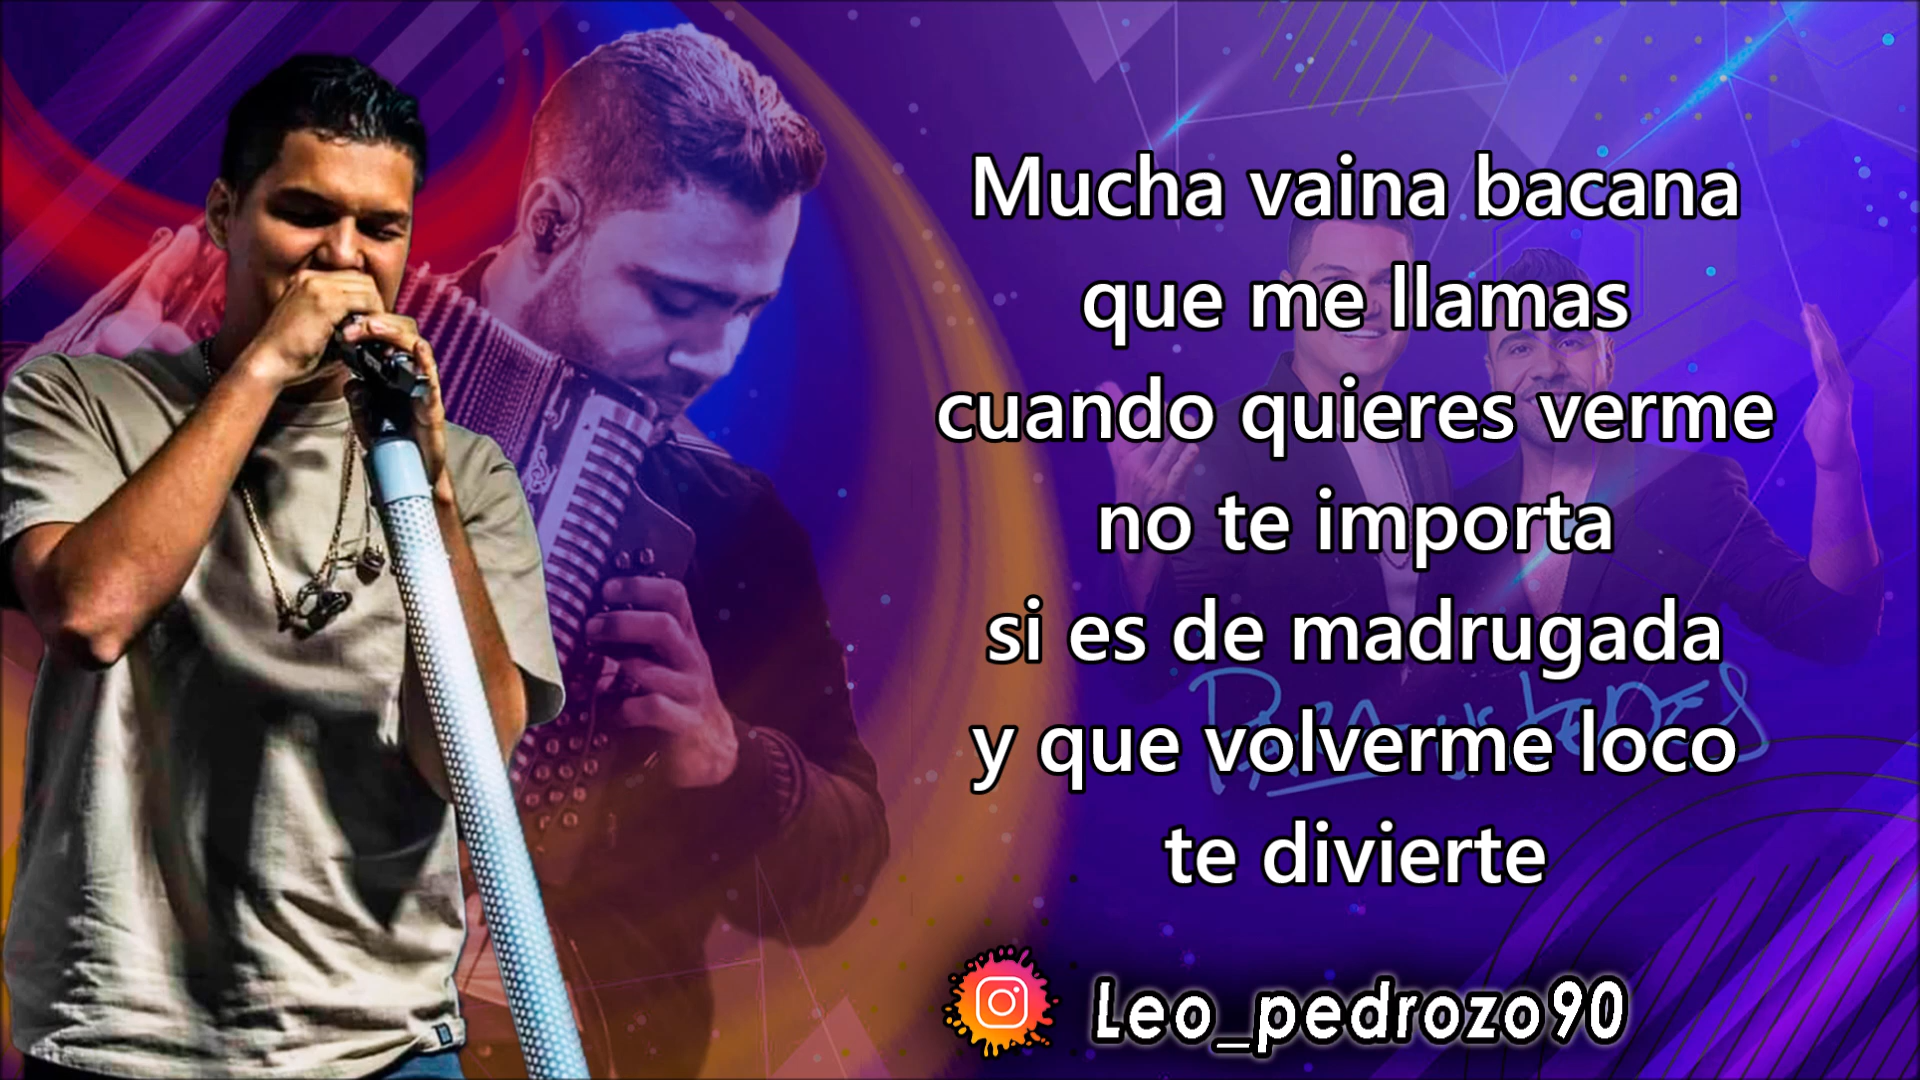 Mucha vaina bacana
que me llamas
cuando quieres verme
no te importa
si es de madrugada
y que volverme loco
te divierte
Leo_pedrozo90